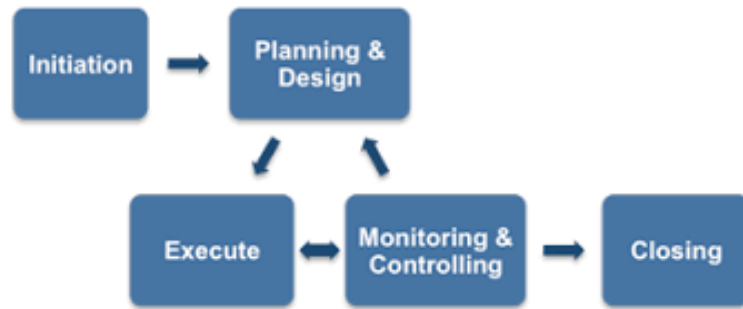 Initiation
Planning &
Design
Execute
Monitoring &
Controlling
Closing